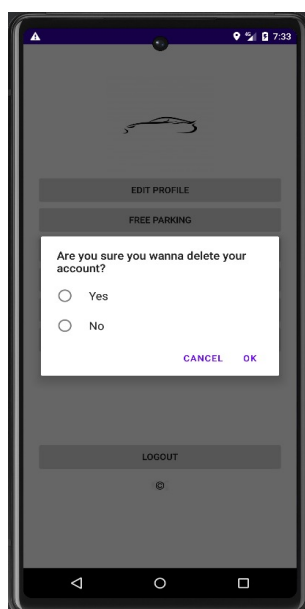 7:33
EDIT PROFILE
FREE PARKING
Are you sure you wanna delete your
account?
Yes
No
CANCEL OK
LOGOUT
©